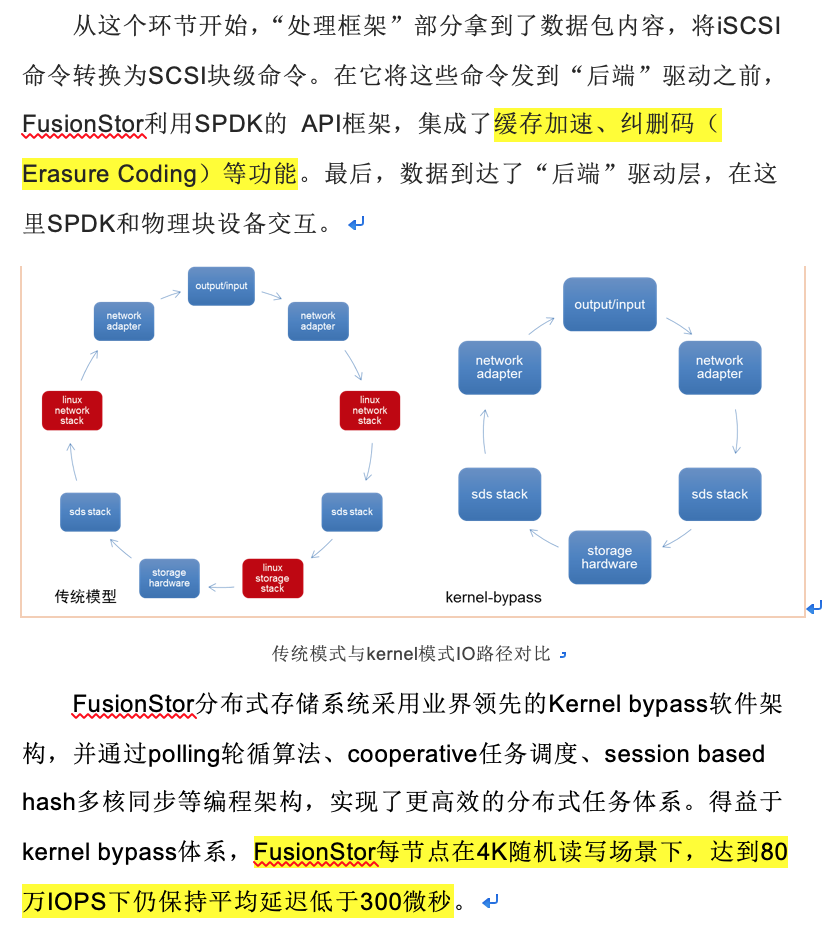 从这个环节开始，“处理框架”部分拿到了数据包内容，将iSCSI
命令转换为SCSI块级命令。在它将这些命令发到“后端”驱动之前，
FusionStor利用SPDK的 API框架，集成了缓存加速、纠删码（
Erasure Coding）等功能。最后，数据到达了“后端”驱动层，在这
里SPDK和物理块设备交互。
output/input
network
adapter
network
adapter
linux
network
stack
linux
network
stack
sds stack
sds stack
storage
hardware
linux
storage
stack
传统模型
output/input
network
adapter
network
adapter
sds stack
sds stack
storage
hardware
kernel-bypass
传统模式与kernel模式IO路径对比
FusionStor分布式存储系统采用业界领先的Kernel bypass软件架
构，并通过polling轮循算法、cooperative任务调度、session based
hash多核同步等编程架构，实现了更高效的分布式任务体系。得益于
kernel bypass体系，FusionStor每节点在4K随机读写场景下，达到80
万IOPS下仍保持平均延迟低于300微秒。